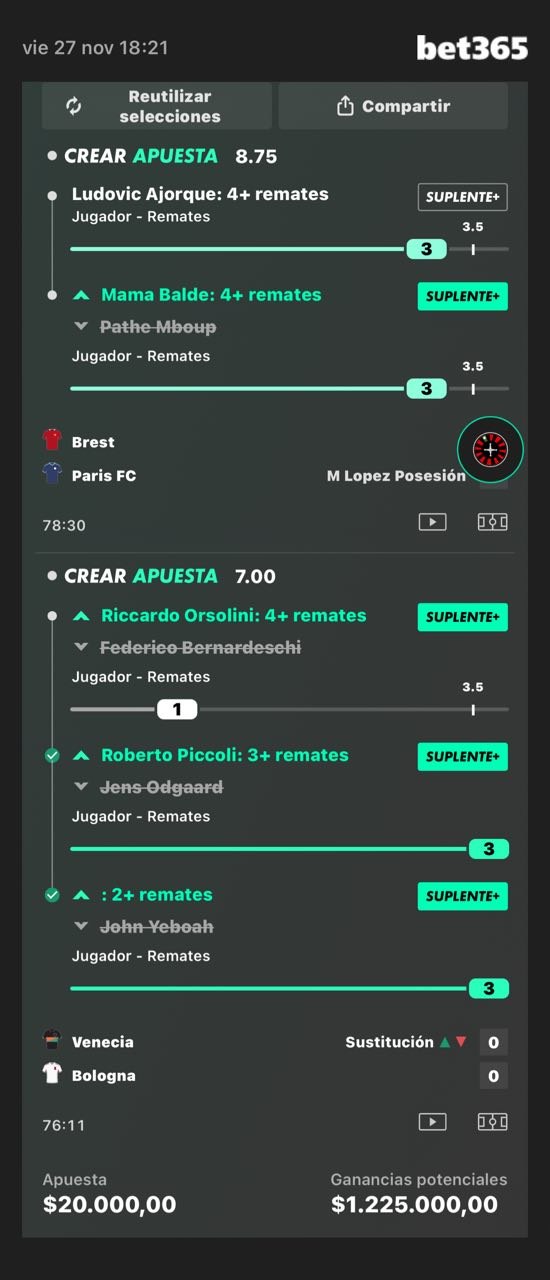 vie 27 nov 18:21
bet365
Reutilizar
selecciones
Compartir
CREAR APUESTA 8.75
Ludovic Ajorque: 4+ remates
SUPLENTE+
Jugador - Remates
3.5
3
Mama Balde: 4+ remates
SUPLENTE+
Pathe Mboup
Jugador - Remates
3.5
3
Brest
Paris FC
M Lopez Posesión
78:30
CREAR APUESTA 7.00
Riccardo Orsolini: 4+ remates
SUPLENTE+
Federico Bernardeschi
Jugador - Remates
3.5
1
Roberto Piccoli: 3+ remates
SUPLENTE+
Jens Odgaard
Jugador - Remates
3
: 2+ remates
SUPLENTE+
John Yeboah
Jugador - Remates
3
Venecia
Sustitución
0
Bologna
0
76:11
Apuesta
Ganancias potenciales
$20.000,00
$1.225.000,00